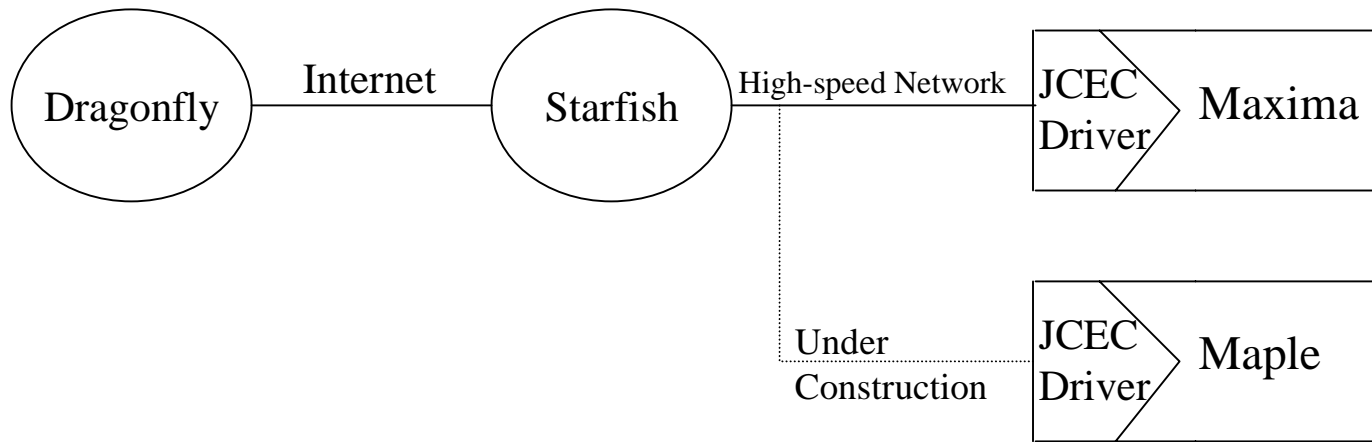 Dragonfly
Internet
Starfish
High-speed Network
JCEC
Driver
Maxima
Under
Construction
JCEC
Driver
Maple